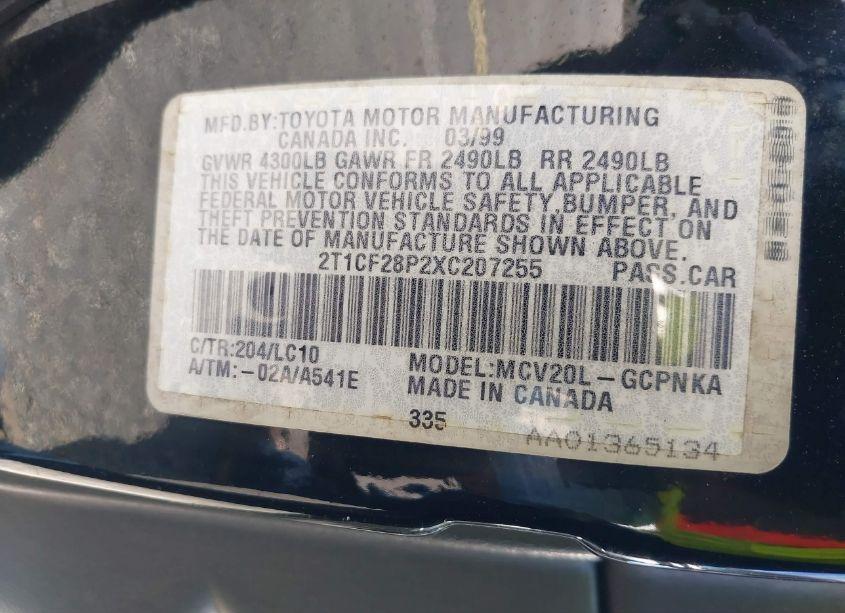 MFD.BY:TOYOTA MOTOR MANUFACTURING
CANADA INC. 03/99
GVWR 4300LB GAWR FR 2490LB RR 2490LB
THIS VEHICLE CONFORMS TO ALL APPLICABLE
FEDERAL MOTOR VEHICLE SAFETY,BUMPER, AND
THEFT PREVENTION STANDARDS IN EFFECT ON
THE DATE OF MANUFACTURE SHOWN ABOVE.
2T1CF28P2XC207255 PASS.CAR
C/TR:204/LC10 MODEL:MCV20L-GCPNKA
A/TM:-02A/A541E MADE IN CANADA
335
AA01365134